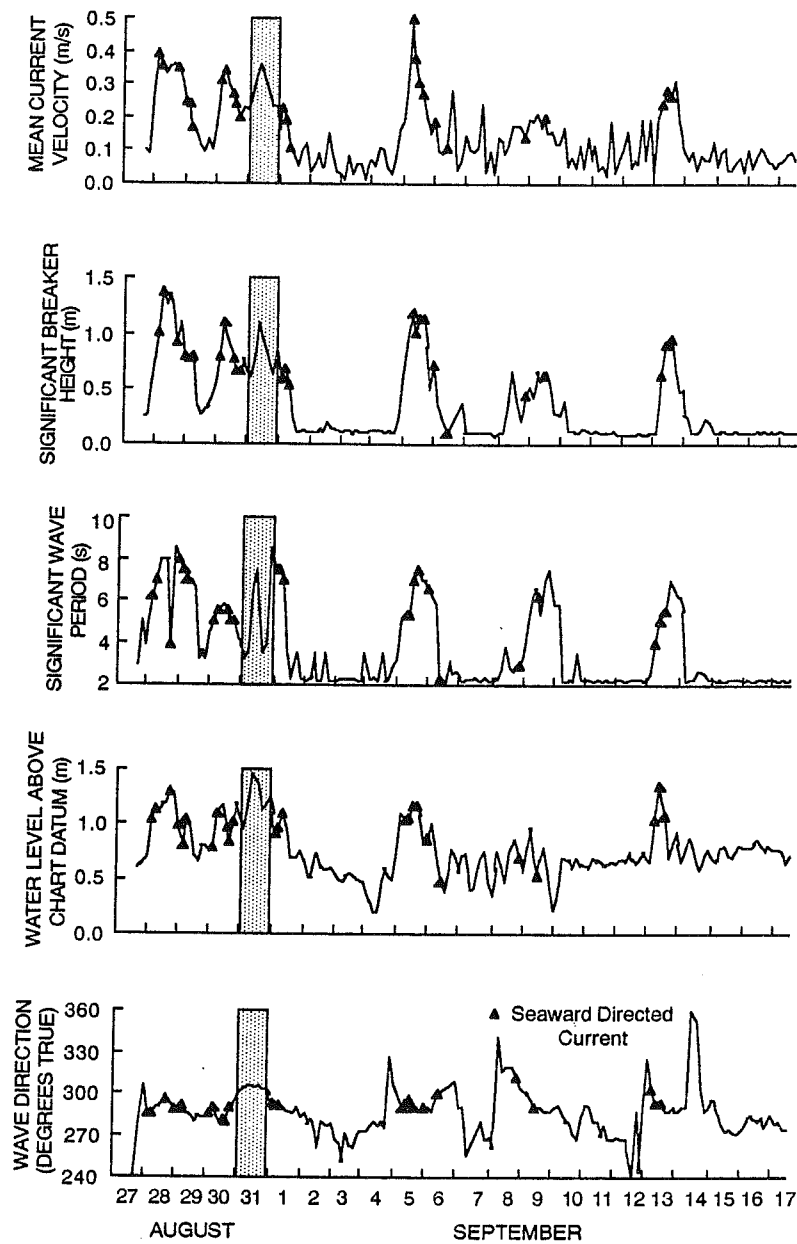 MEAN CURRENT
VELOCITY (m/s)
0.5
0.4
0.3
0.2
0.1
0.0
SIGNIFICANT BREAKER
HEIGHT (m)
1.5
1.0
0.5
0.0
SIGNIFICANT WAVE
PERIOD (s)
10
8
6
4
2
WATER LEVEL ABOVE
CHART DATUM (m)
1.5
1.0
0.5
0.0
WAVE DIRECTION
(DEGREES TRUE)
360
330
300
270
240
Seaward Directed
Current
27 28 29 30 31 1 2 3 4 5 6 7 8 9 10 11 12 13 14 15 16 17
AUGUST SEPTEMBER